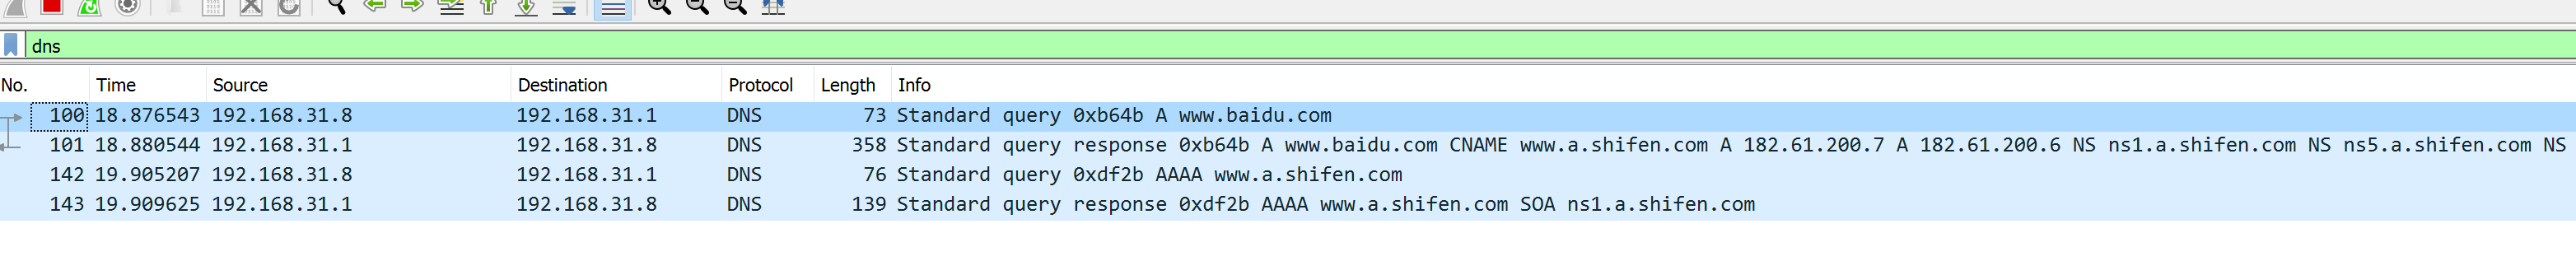 dns
No. Time Source Destination Protocol Length Info
100 18.876543 192.168.31.8 192.168.31.1 DNS 73 Standard query 0xb64b A www.baidu.com
101 18.880544 192.168.31.1 192.168.31.8 DNS 358 Standard query response 0xb64b A www.baidu.com CNAME www.a.shifen.com A 182.61.200.7 A 182.61.200.6 NS ns1.a.shifen.com NS ns5.a.shifen.com NS
142 19.905207 192.168.31.8 192.168.31.1 DNS 76 Standard query 0xdf2b AAAA www.a.shifen.com
143 19.909625 192.168.31.1 192.168.31.8 DNS 139 Standard query response 0xdf2b AAAA www.a.shifen.com SOA ns1.a.shifen.com